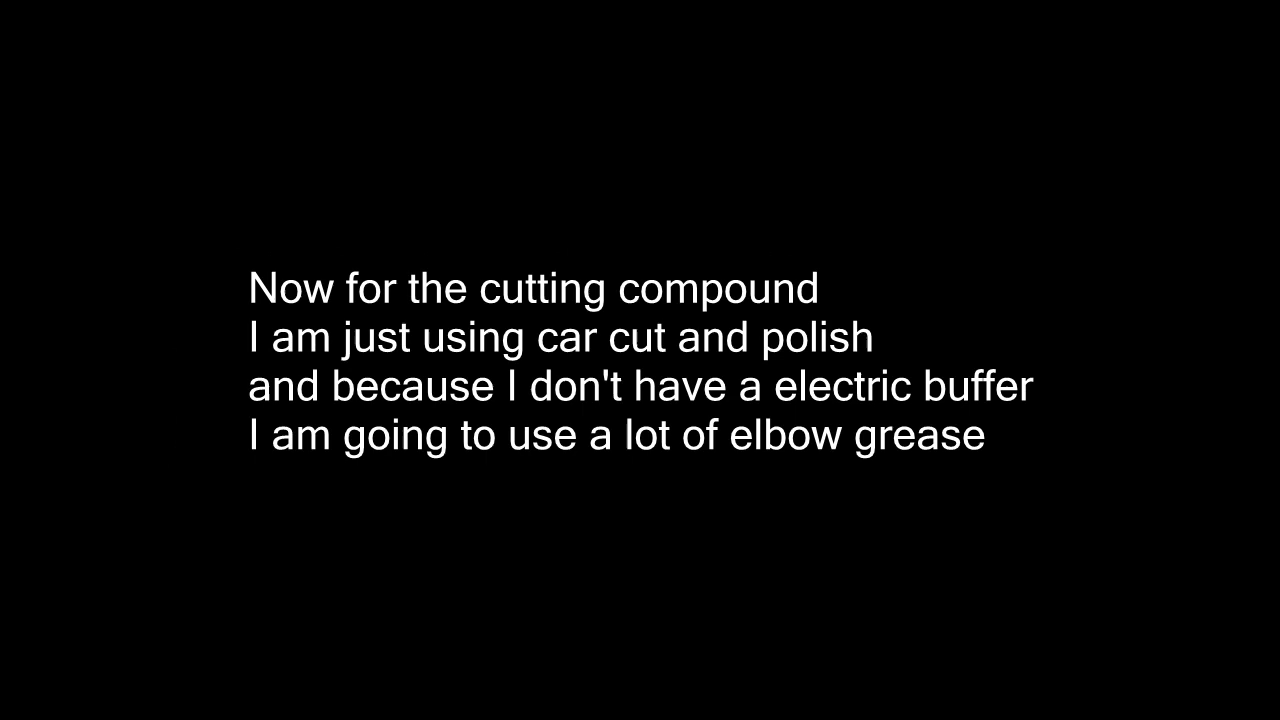 Now for the cutting compound
I am just using car cut and polish
and because I don't have a electric buffer
I am going to use a lot of elbow grease